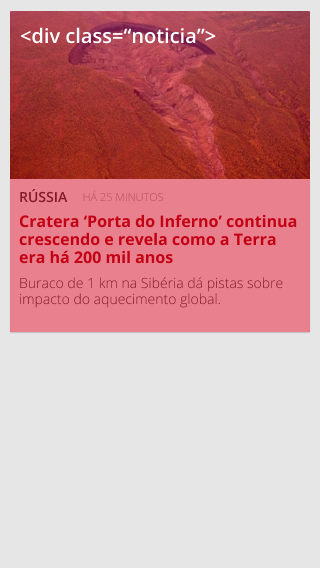 <div class=“noticia”>
RÚSSIA HÁ 25 MINUTOS
Cratera ‘Porta do Inferno’ continua
crescendo e revela como a Terra
era há 200 mil anos
Buraco de 1 km na Sibéria dá pistas sobre
impacto do aquecimento global.